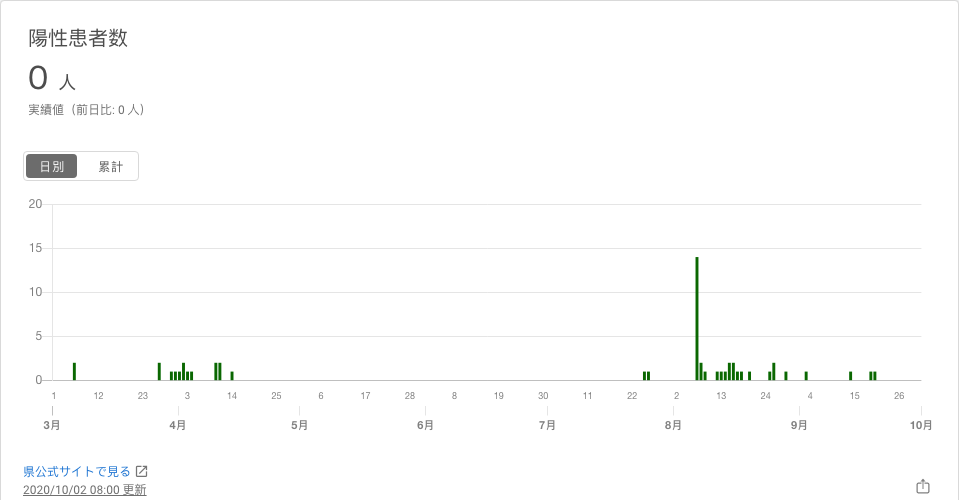 陽性患者数
0 人
実績値（前日比: 0 人）
日別 累計
20
15
10
5
0
1 12 23 3 14 25 6 17 28 8 19 30 11 22 2 13 24 4 15 26
3月 4月 5月 6月 7月 8月 9月 10月
県公式サイトで見る
2020/10/02 08:00 更新